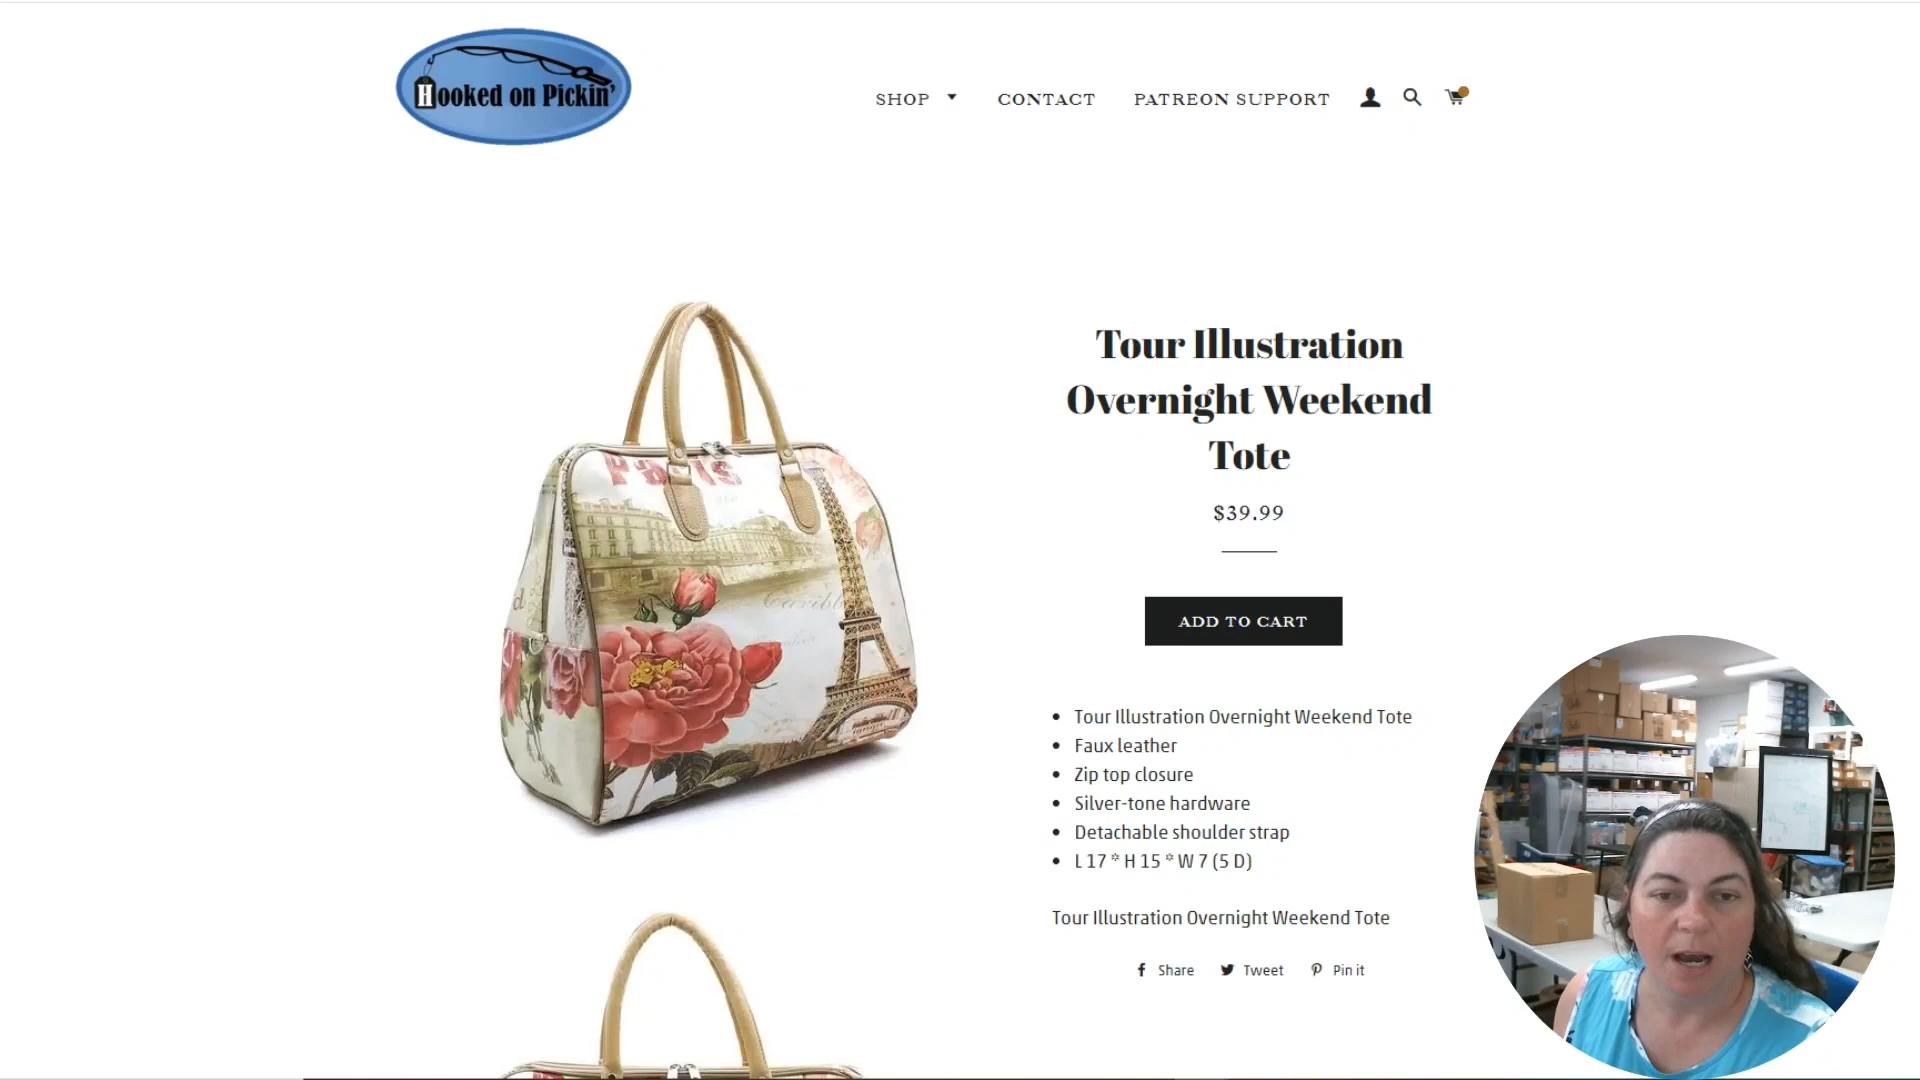 Hooked on Pickin'
SHOP
CONTACT
PATREON SUPPORT
Paris
Tour Illustration
Overnight Weekend
Tote
$39.99
ADD TO CART
Tour Illustration Overnight Weekend Tote
Faux leather
Zip top closure
Silver-tone hardware
Detachable shoulder strap
L 17 * H 15 * W 7 (5 D)
Tour Illustration Overnight Weekend Tote
Share
Tweet
Pin it